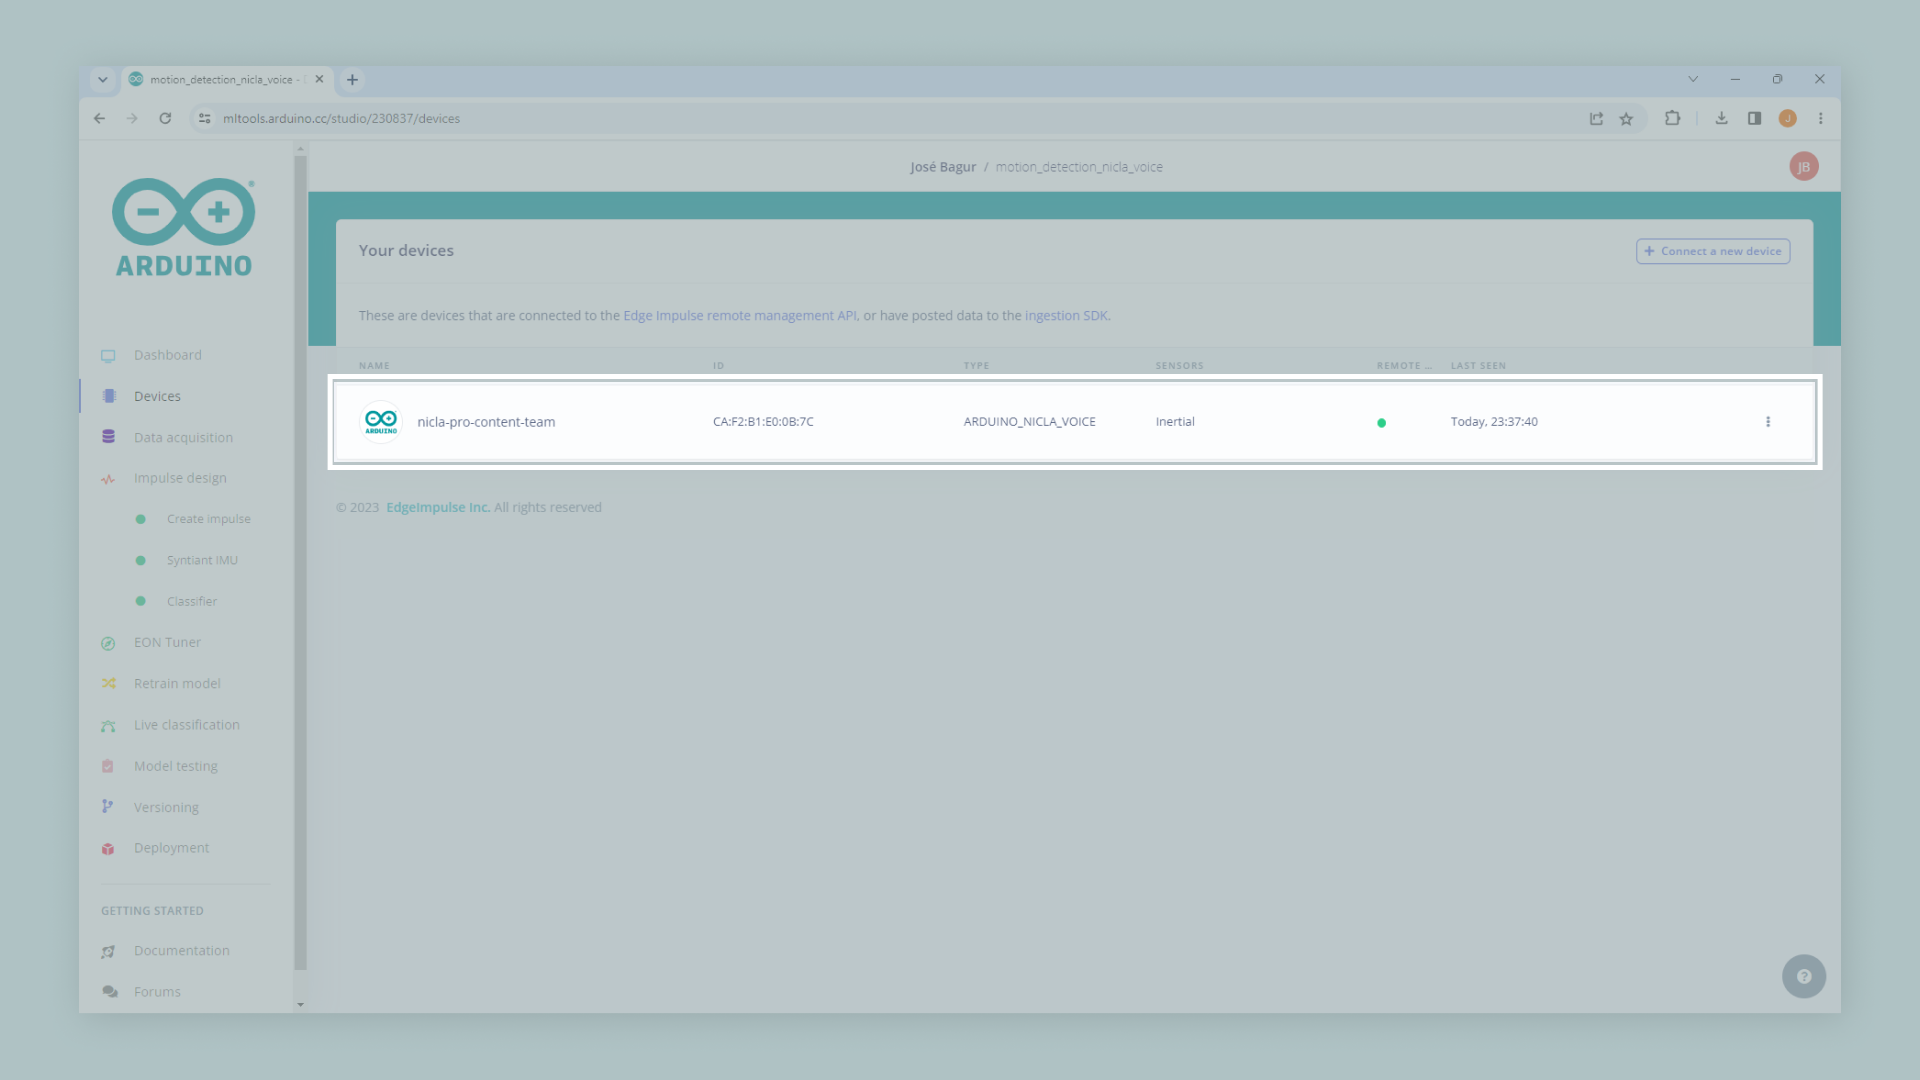 motion_detection_nicla_voice -
mltools.arduino.cc/studio/230837/devices
J
ARDUINO
José Bagur / motion_detection_nicla_voice
JB
Your devices
+ Connect a new device
These are devices that are connected to the Edge Impulse remote management API, or have posted data to the ingestion SDK.
NAME ID TYPE SENSORS REMOTE ... LAST SEEN
ARDUINO
nicla-pro-content-team CA:F2:B1:E0:0B:7C ARDUINO_NICLA_VOICE Inertial Today, 23:37:40
© 2023 EdgeImpulse Inc. All rights reserved
Dashboard
Devices
Data acquisition
Impulse design
Create impulse
Syntiant IMU
Classifier
EON Tuner
Retrain model
Live classification
Model testing
Versioning
Deployment
GETTING STARTED
Documentation
Forums
?